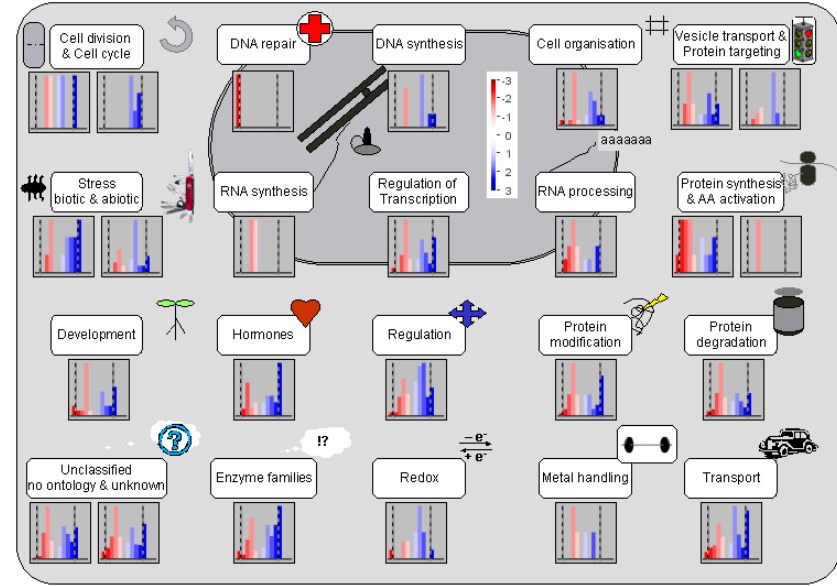 Cell division
& Cell cycle
DNA repair
DNA synthesis
Cell organisation
Vesicle transport &
Protein targeting
-3
-2
-1
0
1
2
3
aaaaaaa
Stress
biotic & abiotic
RNA synthesis
Regulation of
Transcription
RNA processing
Protein synthesis
& AA activation
Development
Hormones
Regulation
Protein
modification
Protein
degradation
?
!?
– e-
+ e-
Unclassified
no ontology & unknown
Enzyme families
Redox
Metal handling
Transport